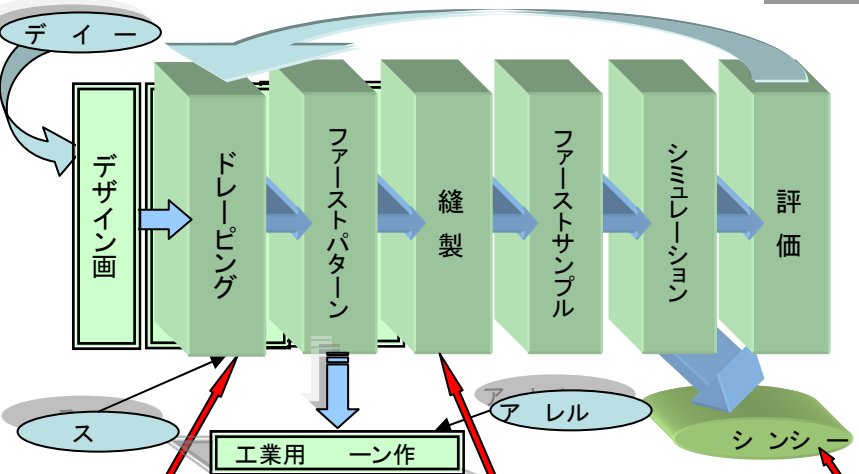 デ イ ー
デザイン画
ドレーピング
ファーストパターン
縫製
ファーストサンプル
シミュレーション
評価
ス
ア レル
工業用 ーン作
シ ンシー